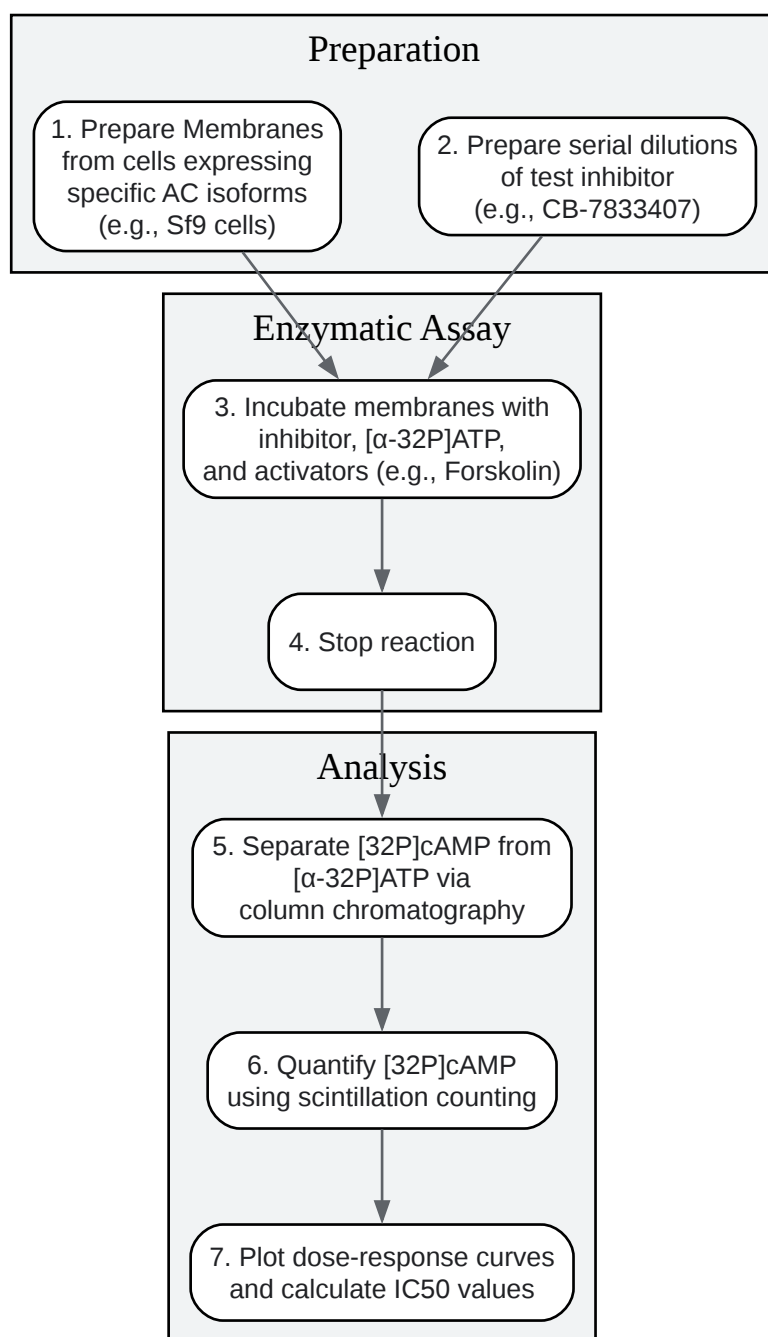 Preparation
1. Prepare Membranes
from cells expressing
specific AC isoforms
(e.g., Sf9 cells)
2. Prepare serial dilutions
of test inhibitor
(e.g., CB-7833407)
Enzymatic Assay
3. Incubate membranes with
inhibitor, [α-32P]ATP,
and activators (e.g., Forskolin)
4. Stop reaction
Analysis
5. Separate [32P]cAMP from
[α-32P]ATP via
column chromatography
6. Quantify [32P]cAMP
using scintillation counting
7. Plot dose-response curves
and calculate IC50 values